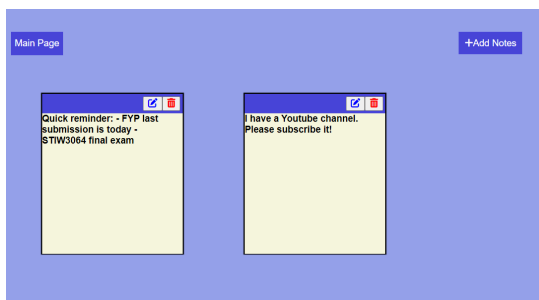 Main Page
+Add Notes
Quick reminder: - FYP last
submission is today -
STIW3064 final exam
I have a Youtube channel.
Please subscribe it!